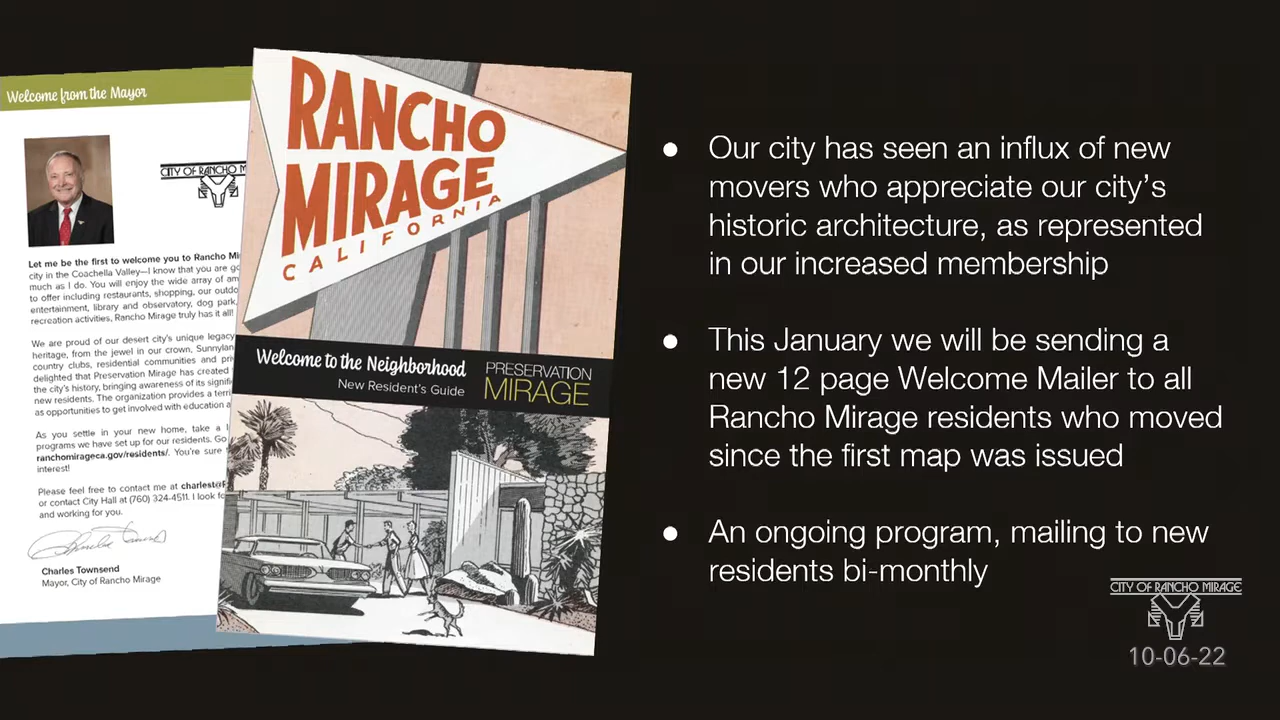 Welcome from the Mayor
CITY OF RANCHO M
Let me be the first to welcome you to Rancho Mi
city in the Coachella Valley—I know that you are go
much as I do. You will enjoy the wide array of am
to offer including restaurants, shopping, our outdo
entertainment, library and observatory, dog park,
recreation activities, Rancho Mirage truly has it all!
We are proud of our desert city's unique legacy
heritage, from the jewel in our crown, Sunnylan
country clubs, residential communities and pri
delighted that Preservation Mirage has created
the city's history, bringing awareness of its signifi
new residents. The organization provides a terri
as opportunities to get involved with education a
As you settle in your new home, take a l
programs we have set up for our residents. Go
ranchomirageca.gov/residents/. You're sure
interest!
Please feel free to contact me at charlest@
or contact City Hall at (760) 324-4511. I look fo
and working for you.
Charles Townsend
Mayor, City of Rancho Mirage
RANCHO
MIRAGE
CALIFORNIA
Welcome to the Neighborhood
New Resident's Guide
PRESERVATION
MIRAGE
● Our city has seen an influx of new
movers who appreciate our city's
historic architecture, as represented
in our increased membership
● This January we will be sending a
new 12 page Welcome Mailer to all
Rancho Mirage residents who moved
since the first map was issued
● An ongoing program, mailing to new
residents bi-monthly
CITY OF RANCHO MIRAGE
10-06-22